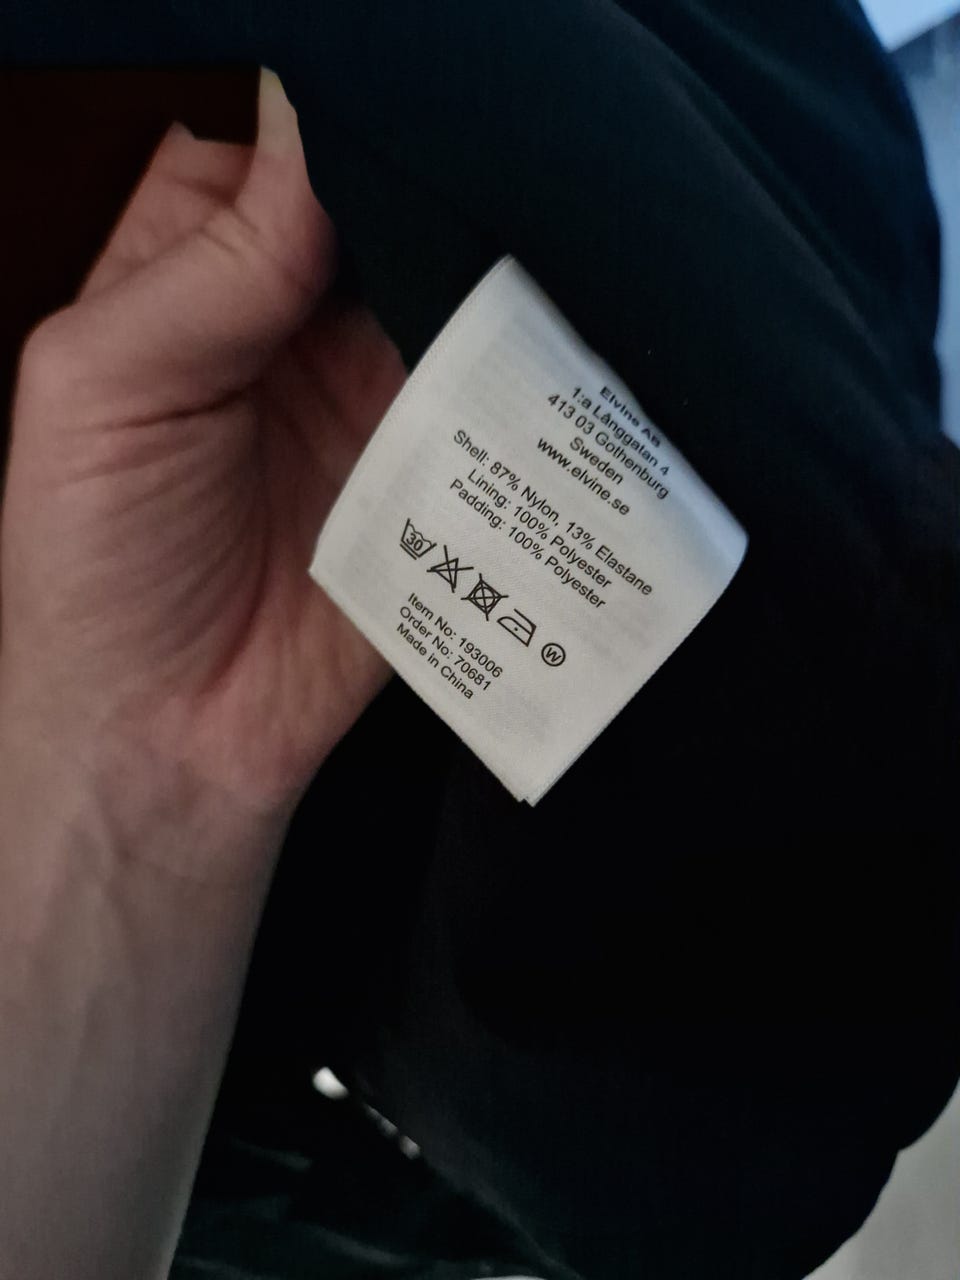 Elvine AB
1:a Långgatan 4
413 03 Gothenburg
Sweden
www.elvine.se
Shell: 87% Nylon, 13% Elastane
Lining: 100% Polyester
Padding: 100% Polyester
30 W
Item No: 193006
Order No: 70681
Made in China